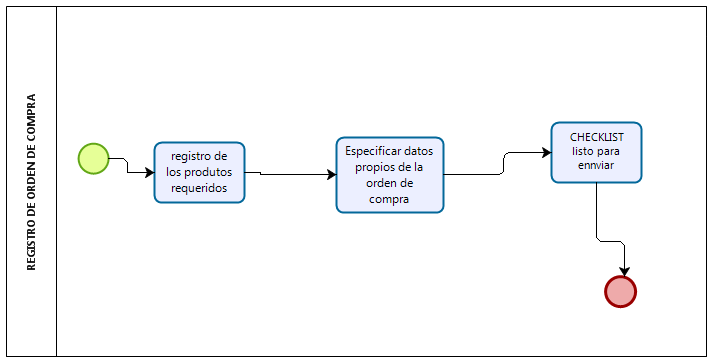 REGISTRO DE ORDEN DE COMPRA
registro de
los produtos
requeridos
Especificar datos
propios de la
orden de
compra
CHECKLIST
listo para
ennviar